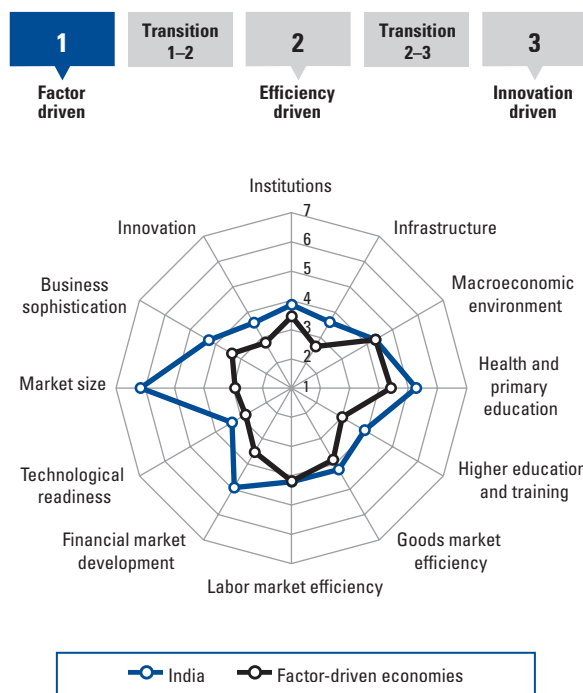 1
Transition
1–2
2
Transition
2–3
3
Factor
driven
Efficiency
driven
Innovation
driven
Institutions
7
Innovation
Infrastructure
6
5
Business
sophistication
Macroeconomic
environment
4
3
2
Market size
1
Health and
primary
education
Technological
readiness
Higher education
and training
Financial market
development
Goods market
efficiency
Labor market efficiency
India
Factor-driven economies